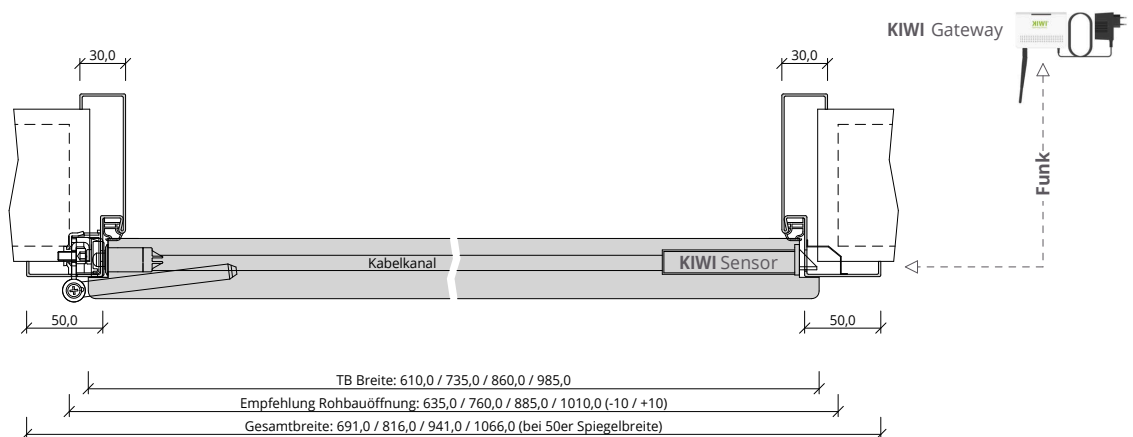 KIWI Gateway
KIWI
30,0
30,0
Funk
Kabelkanal
KIWI Sensor
50,0
50,0
TB Breite: 610,0 / 735,0 / 860,0 / 985,0
Empfehlung Rohbauöffnung: 635,0 / 760,0 / 885,0 / 1010,0 (-10 / +10)
Gesamtbreite: 691,0 / 816,0 / 941,0 / 1066,0 (bei 50er Spiegelbreite)